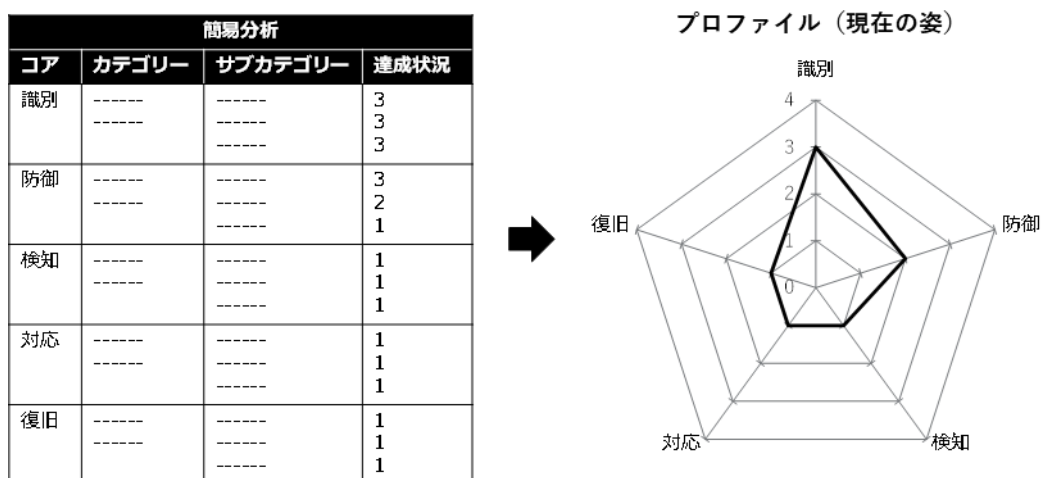 簡易分析
コア カテゴリー サブカテゴリー 達成状況
識別 ------ ------ 3
------ ------ 3
------ 3
防御 ------ ------ 3
------ ------ 2
------ 1
検知 ------ ------ 1
------ ------ 1
------ 1
対応 ------ ------ 1
------ ------ 1
------ 1
復旧 ------ ------ 1
------ ------ 1
------ 1
プロファイル（現在の姿）
識別
4
3
2
1
0
復旧
防御
対応
検知